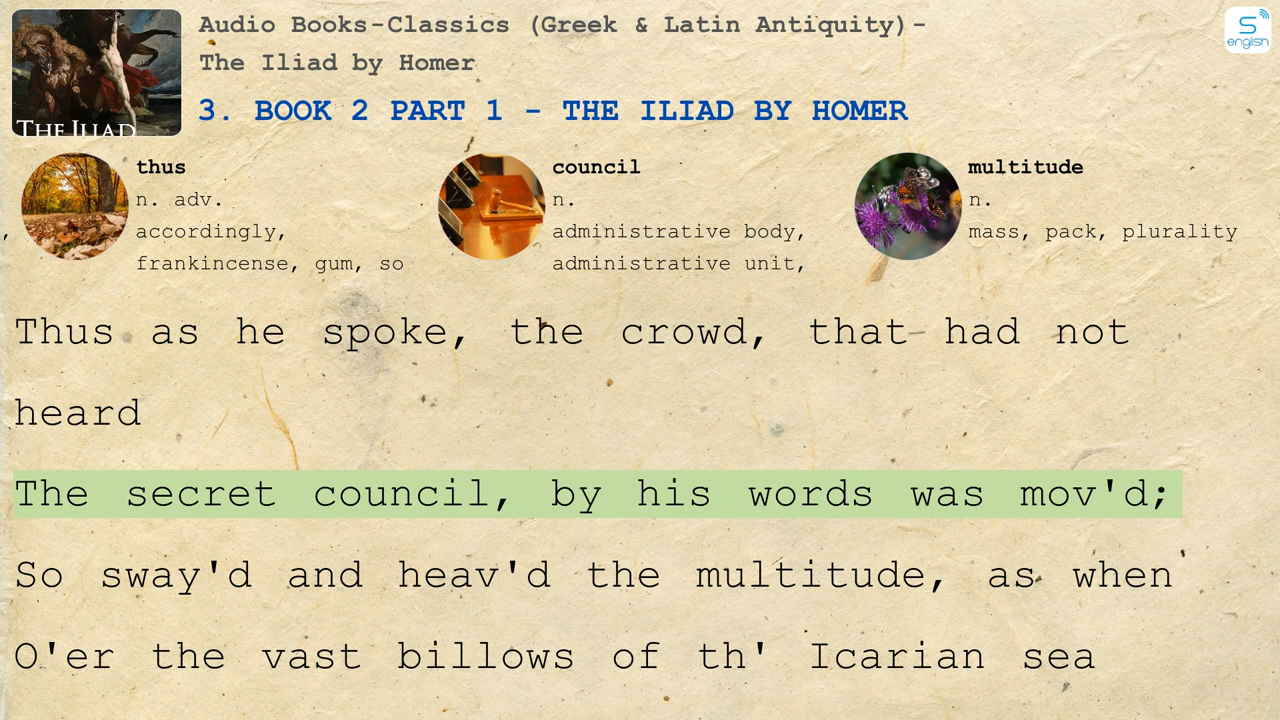 Audio Books-Classics (Greek & Latin Antiquity)-
The Iliad by Homer
3. BOOK 2 PART 1 - THE ILIAD BY HOMER
THE ILIAD
S
english
thus
n. adv.
accordingly,
frankincense, gum, so
council
n.
administrative body,
administrative unit,
multitude
n.
mass, pack, plurality
,
Thus as he spoke, the crowd, that had not
heard
The secret council, by his words was mov'd;
So sway'd and heav'd the multitude, as when
O'er the vast billows of th' Icarian sea